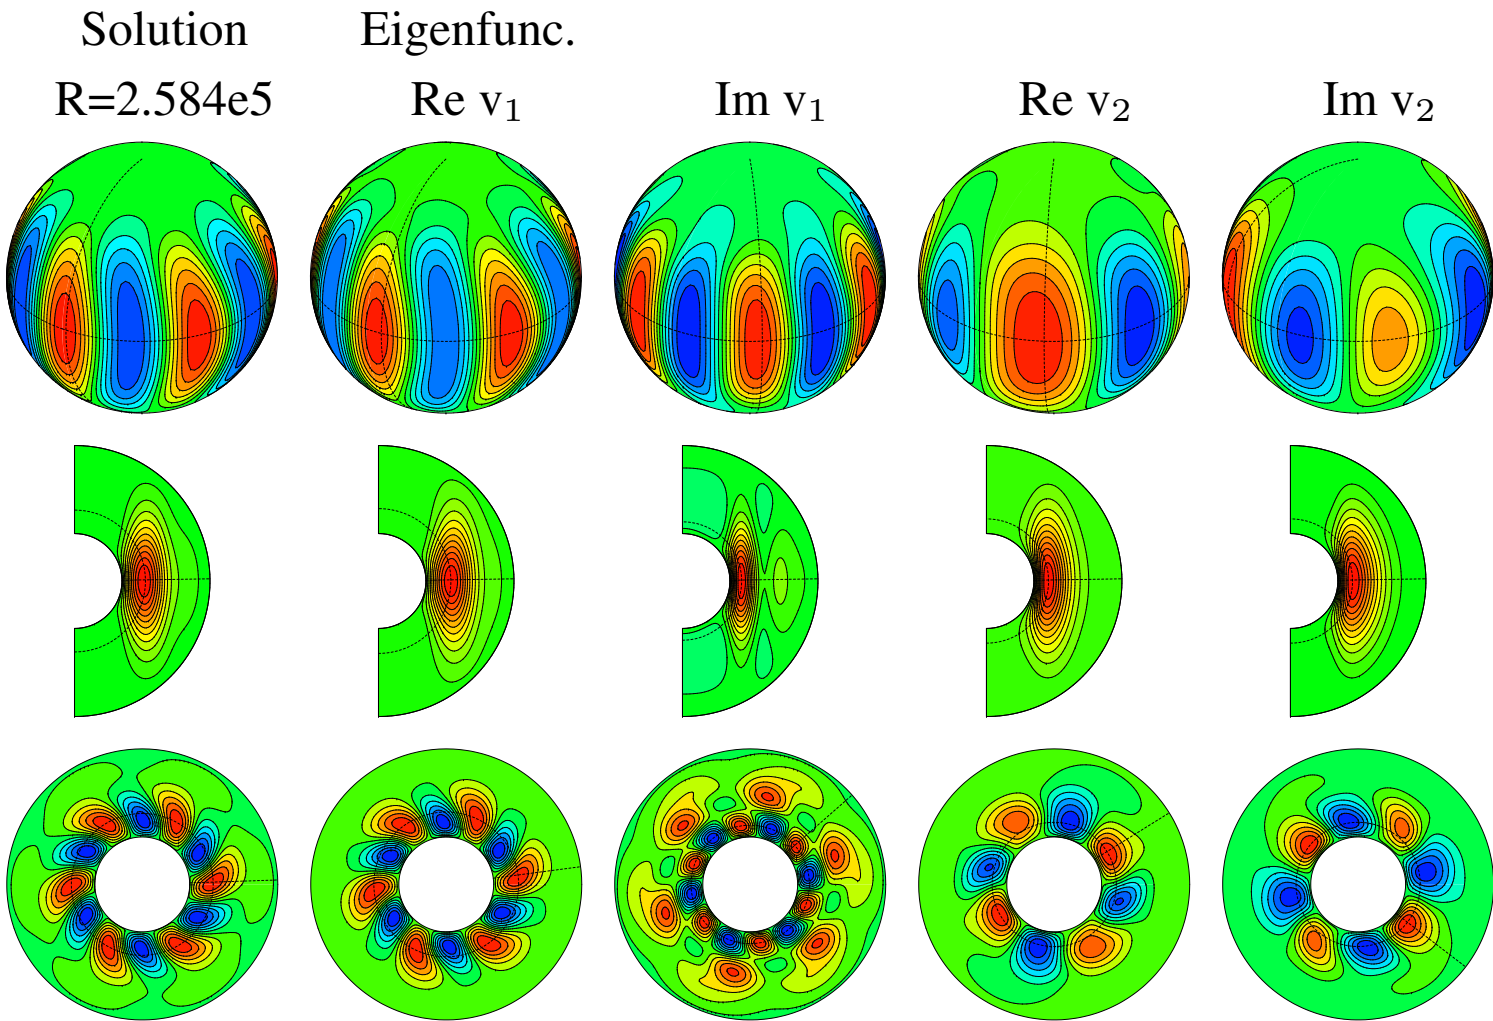 Solution Eigenfunc.
R=2.584e5 Re v₁ Im v₁ Re v₂ Im v₂